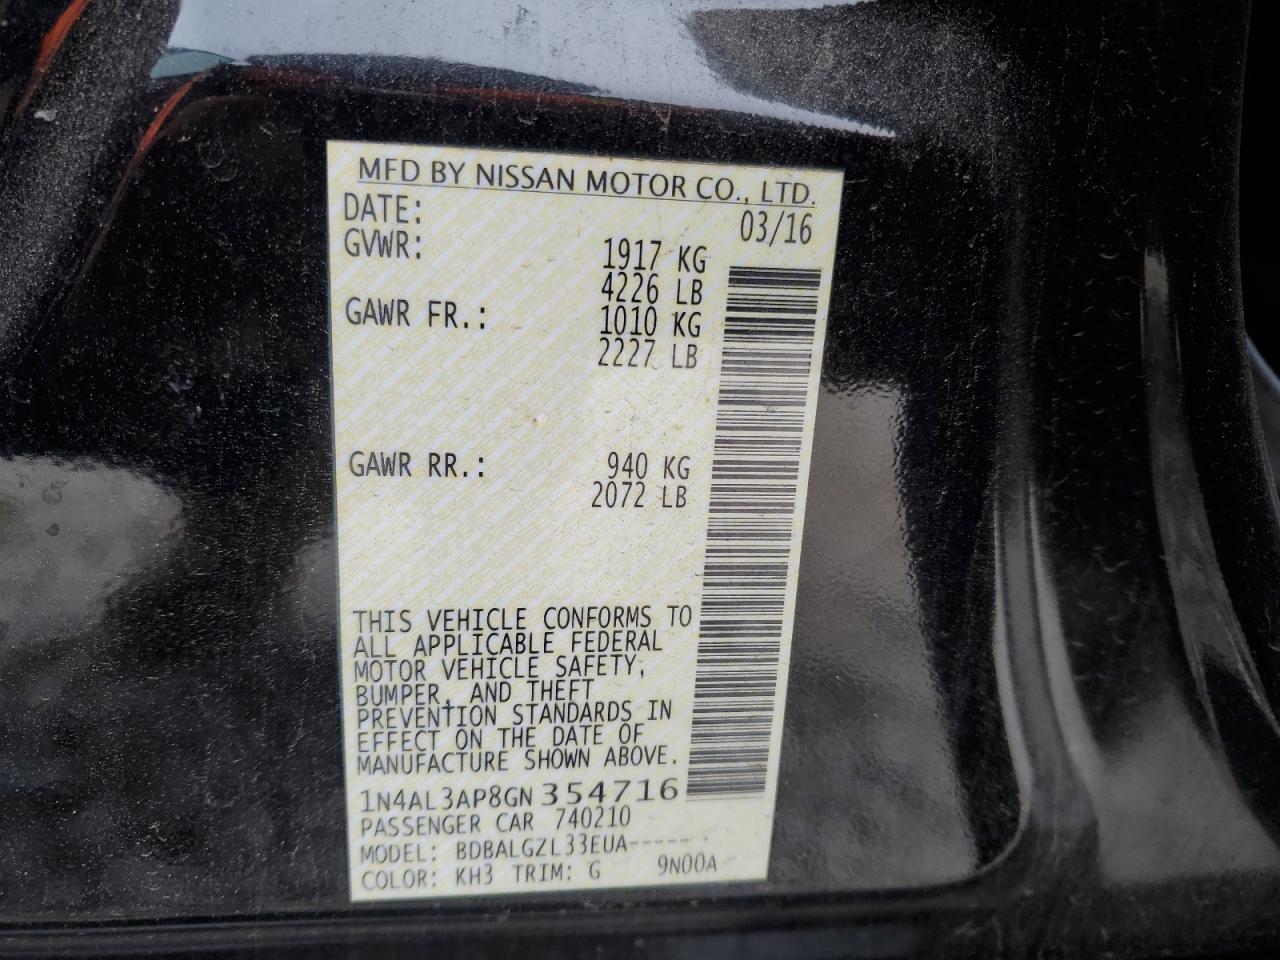 MFD BY NISSAN MOTOR CO., LTD.
DATE: 03/16
GVWR: 1917 KG
4226 LB
GAWR FR.: 1010 KG
2227 LB
GAWR RR.: 940 KG
2072 LB
THIS VEHICLE CONFORMS TO
ALL APPLICABLE FEDERAL
MOTOR VEHICLE SAFETY,
BUMPER, AND THEFT
PREVENTION STANDARDS IN
EFFECT ON THE DATE OF
MANUFACTURE SHOWN ABOVE.
1N4AL3AP8GN354716
PASSENGER CAR 740210
MODEL: BDBALGZL33EUA-----
COLOR: KH3 TRIM: G 9N00A